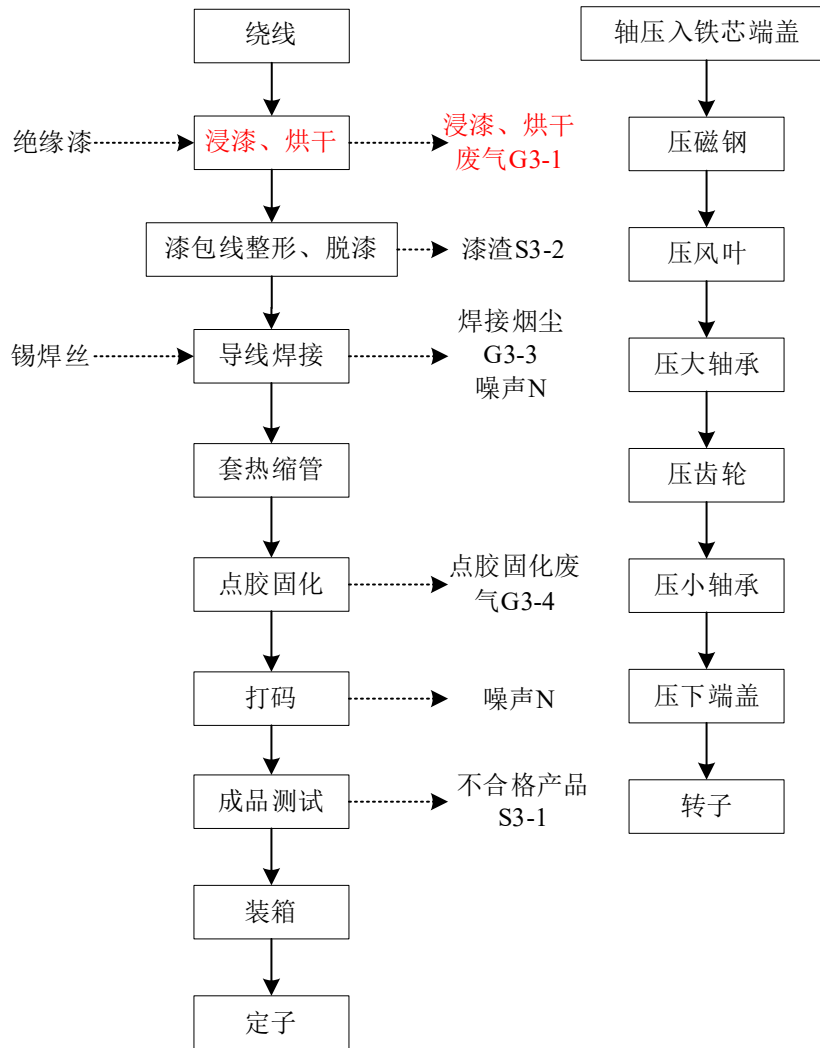 绕线
绝缘漆
浸漆、烘干
浸漆、烘干
废气G3-1
漆包线整形、脱漆
漆渣S3-2
锡焊丝
导线焊接
焊接烟尘
G3-3
噪声N
套热缩管
点胶固化
点胶固化废
气G3-4
打码
噪声N
成品测试
不合格产品
S3-1
装箱
定子
轴压入铁芯端盖
压磁钢
压风叶
压大轴承
压齿轮
压小轴承
压下端盖
转子